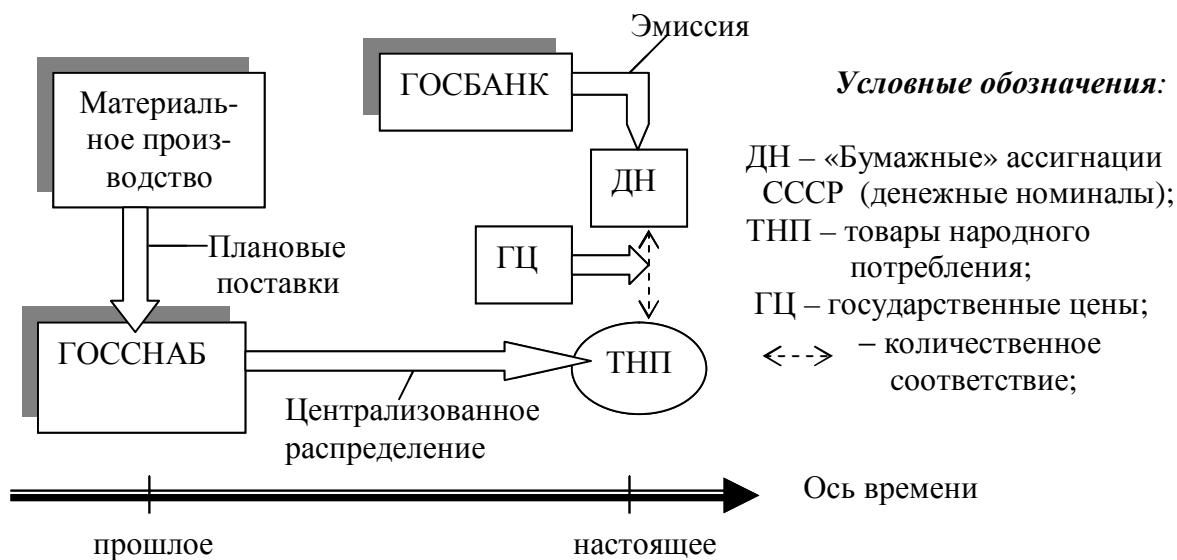 Эмиссия
Материаль-
ное произ-
водство
ГОСБАНК
Условные обозначения:
ДН
ДН – «Бумажные» ассигнации
СССР (денежные номиналы);
ТНП – товары народного
потребления;
ГЦ – государственные цены;
– количественное
соответствие;
Плановые
поставки
ГЦ
ГОССНАБ
ТНП
Централизованное
распределение
Ось времени
прошлое
настоящее